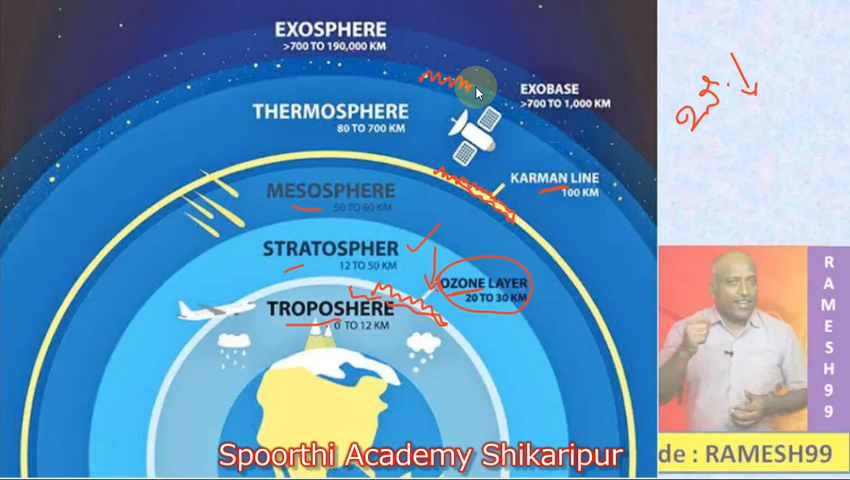 EXOSPHERE
>700 TO 190,000 KM
EXOBASE
>700 TO 1,000 KM
THERMOSPHERE
80 TO 700 KM
KARMAN LINE
100 KM
MESOSPHERE
50 TO 80 KM
STRATOSPHER
12 TO 50 KM
OZONE LAYER
20 TO 30 KM
TROPOSHERE
0 TO 12 KM
RAMESH99
Spoorthi Academy Shikaripur
de : RAMESH99